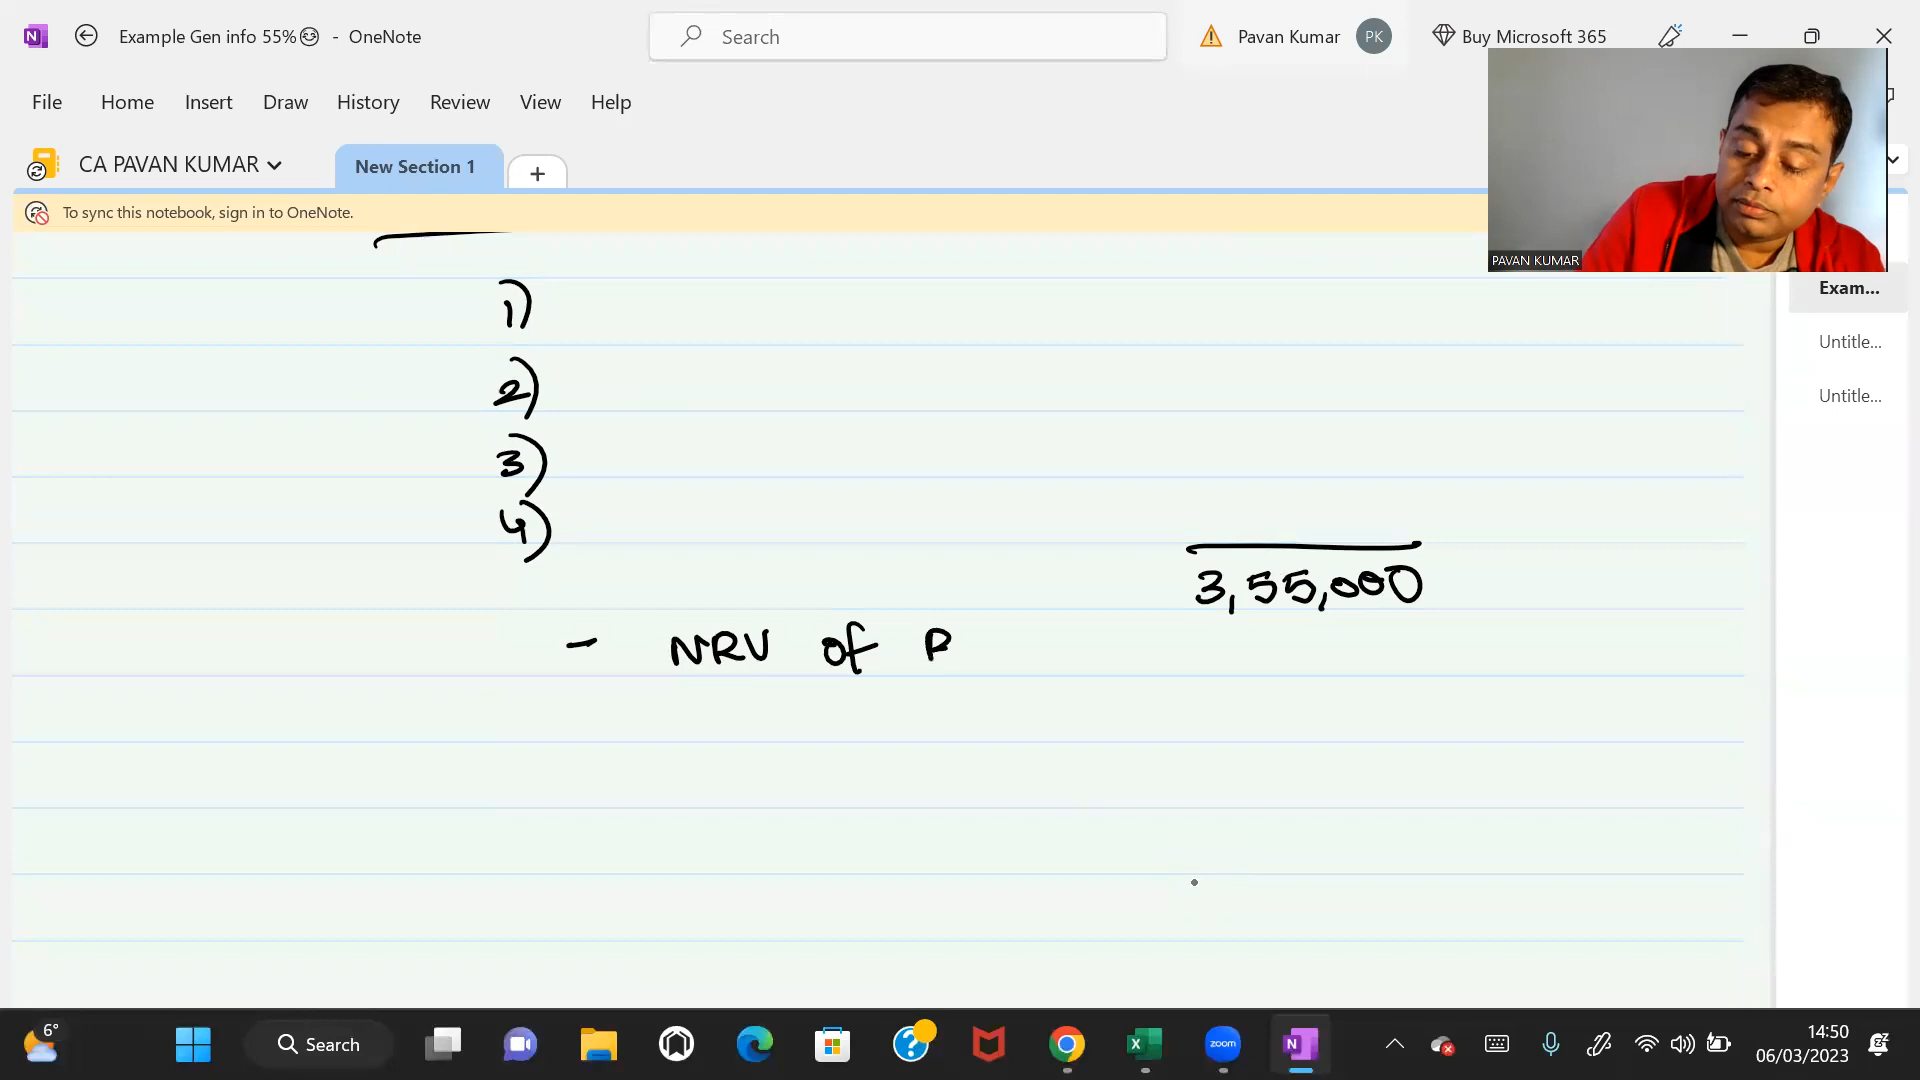 Example Gen info 55%😊 - OneNote
Search
Pavan Kumar
PK
Buy Microsoft 365
File Home Insert Draw History Review View Help
CA PAVAN KUMAR
New Section 1
+
To sync this notebook, sign in to OneNote.
PAVAN KUMAR
Exam...
Untitle...
Untitle...
1)
2)
3)
4)
3,55,000
- NRV of P
6°
Search
zoom
14:50
06/03/2023